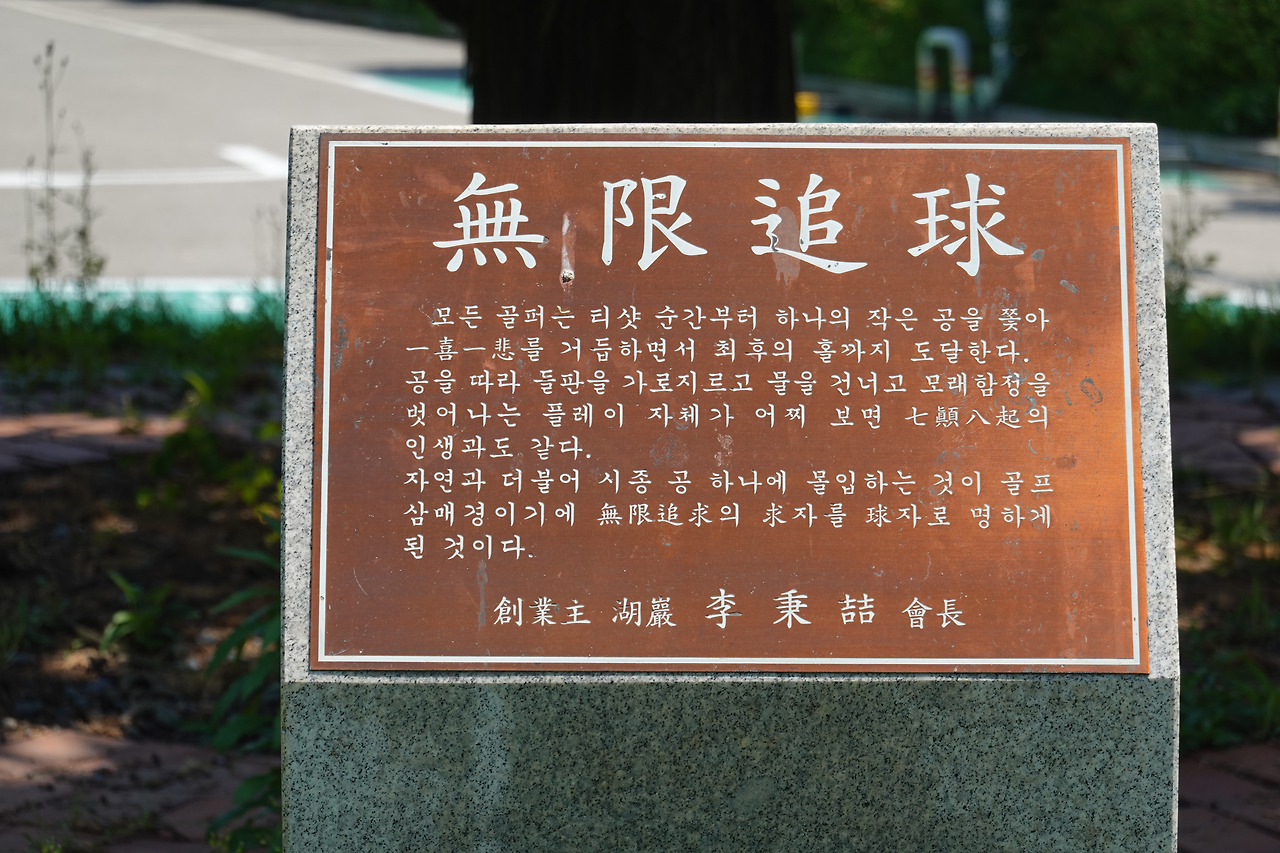 無限追球
모든 골퍼는 티샷 순간부터 하나의 작은 공을 쫓아
一喜一悲를 거듭하면서 최후의 홀까지 도달한다.
공을 따라 들판을 가로지르고 물을 건너고 모래함정을
벗어나는 플레이 자체가 어찌 보면 七顚八起의
인생과도 같다.
자연과 더불어 시종 공 하나에 몰입하는 것이 골프
삼매경이기에 無限追求의 求자를 球자로 명하게
된 것이다.
創業主 湖巖 李秉喆 會長